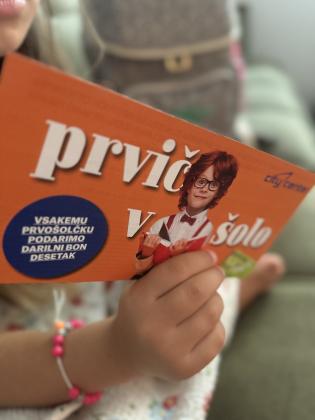 prvič
v šolo
city center
VSAKEMU
PRVOŠOLČKU
PODARIMO
DARILNI BON
DESETAK